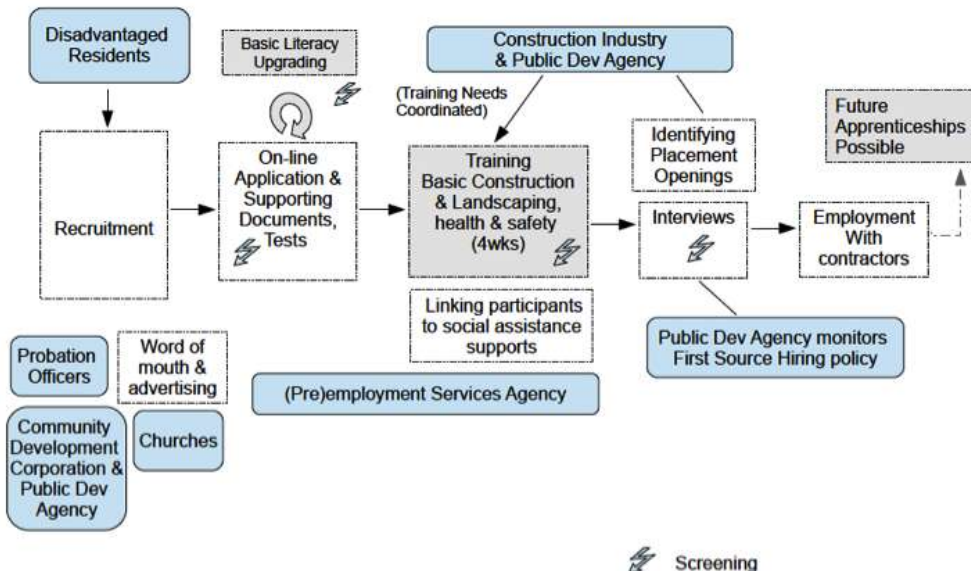 Disadvantaged
Residents
Basic Literacy
Upgrading
Construction Industry
& Public Dev Agency
(Training Needs
Coordinated)
Future
Apprenticeships
Possible
Recruitment
On-line
Application &
Supporting
Documents,
Tests
Training
Basic Construction
& Landscaping,
health & safety
(4wks)
Identifying
Placement
Openings
Interviews
Employment
With
contractors
Linking participants
to social assistance
supports
Public Dev Agency monitors
First Source Hiring policy
Probation
Officers
Word of
mouth &
advertising
(Pre)employment Services Agency
Community
Development
Corporation &
Public Dev
Agency
Churches
Screening